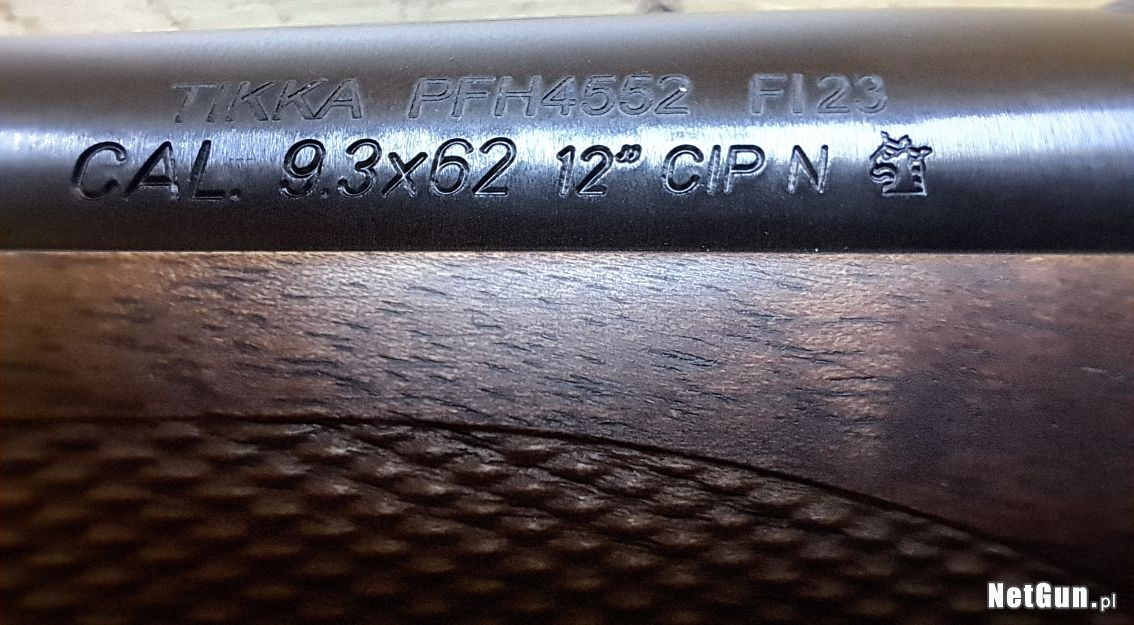 TIKKA PFH4552 FI23
CAL. 9.3x62 12" CIP N
NetGun.pl